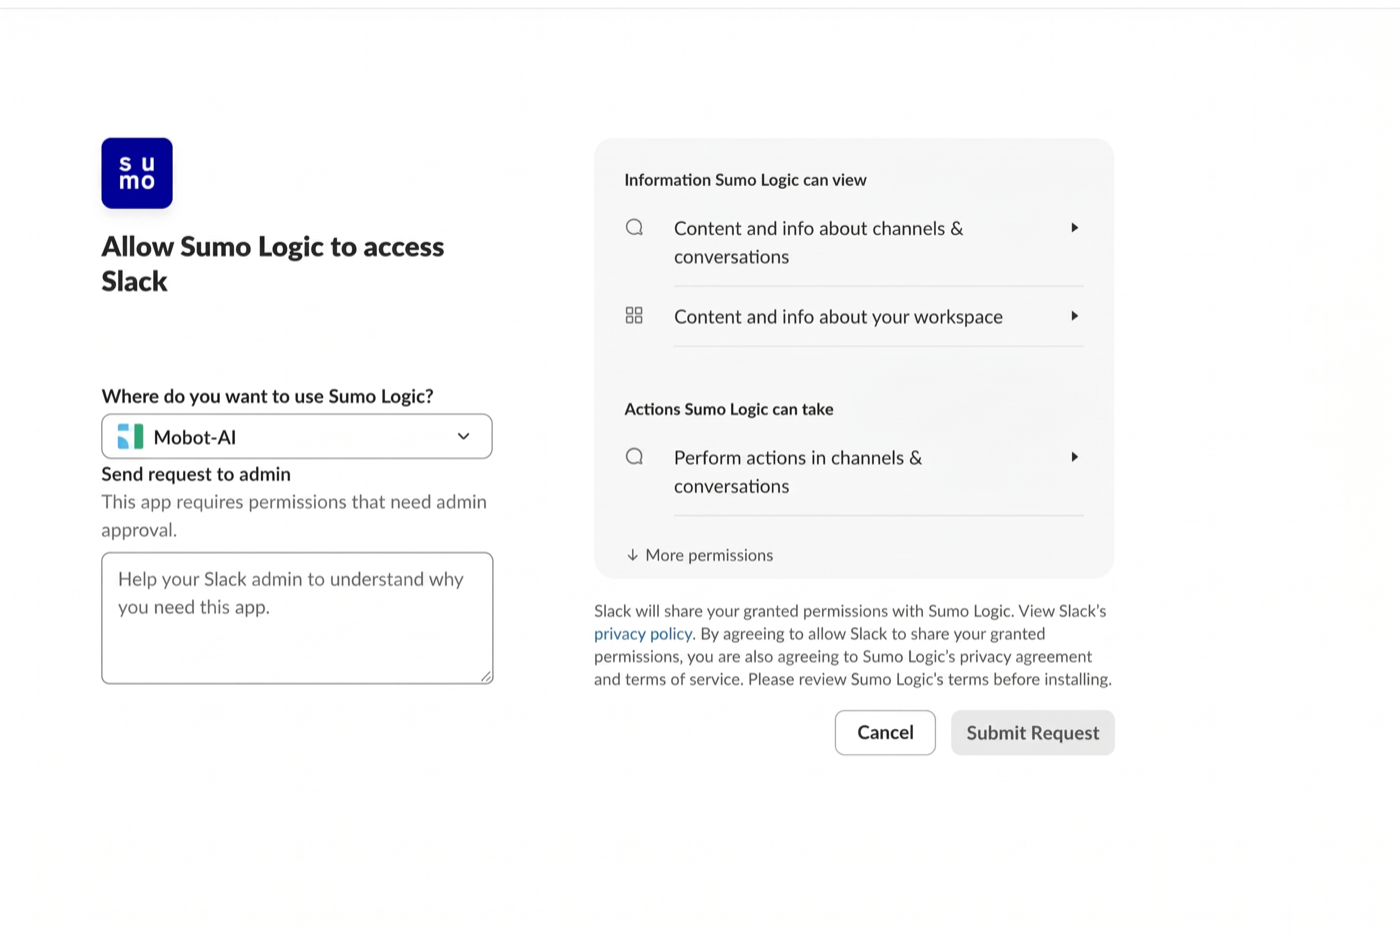 s u
mo
Allow Sumo Logic to access
Slack
Where do you want to use Sumo Logic?
Mobot-AI
Send request to admin
This app requires permissions that need admin
approval.
Help your Slack admin to understand why
you need this app.
Information Sumo Logic can view
Content and info about channels &
conversations
Content and info about your workspace
Actions Sumo Logic can take
Perform actions in channels &
conversations
↓ More permissions
Slack will share your granted permissions with Sumo Logic. View Slack's
privacy policy. By agreeing to allow Slack to share your granted
permissions, you are also agreeing to Sumo Logic's privacy agreement
and terms of service. Please review Sumo Logic's terms before installing.
Cancel
Submit Request